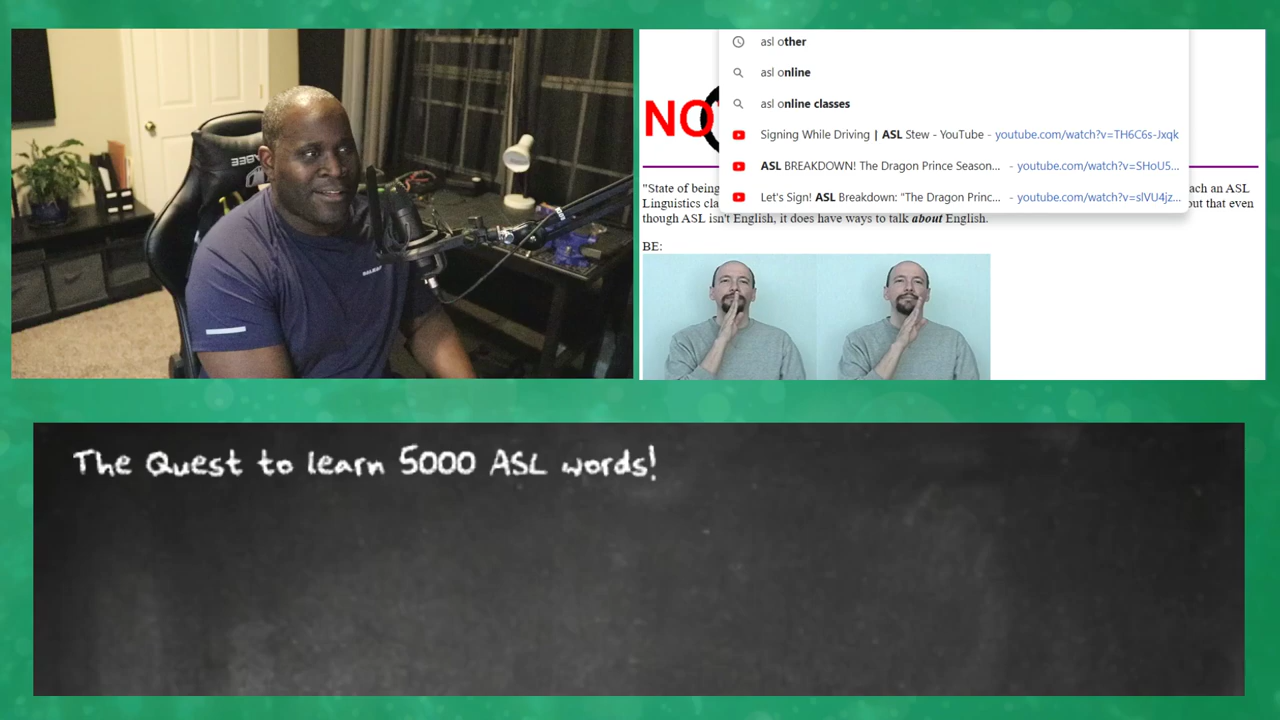 asl other
asl online
asl online classes
Signing While Driving | ASL Stew - YouTube - youtube.com/watch?v=TH6C6s-Jxqk
ASL BREAKDOWN! The Dragon Prince Season... - youtube.com/watch?v=SHoU5...
Let's Sign! ASL Breakdown: "The Dragon Princ... - youtube.com/watch?v=slVU4jz...
NO
"State of being
ach an ASL
Linguistics cla
out that even
though ASL isn't English, it does have ways to talk about English.
BE:
The Quest to learn 5000 ASL words!